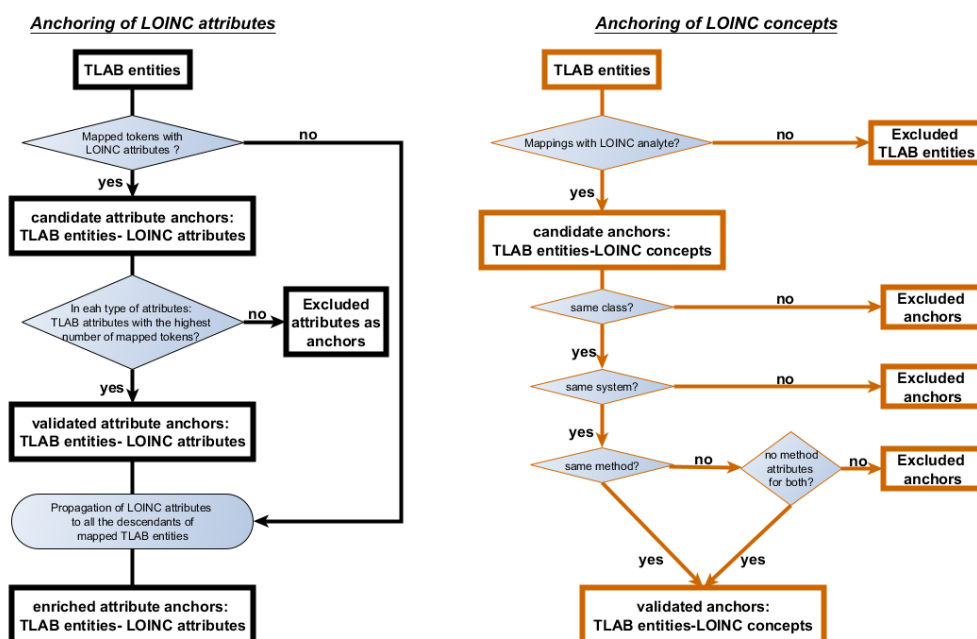 Anchoring of LOINC attributes
TLAB entities
Mapped tokens with
LOINC attributes ?
no
yes
candidate attribute anchors:
TLAB entities- LOINC attributes
In eah type of attributes:
TLAB attributes with the highest
number of mapped tokens?
no
Excluded
attributes as
anchors
yes
validated attribute anchors:
TLAB entities- LOINC attributes
Propagation of LOINC attributes
to all the descendants of
mapped TLAB entities
enriched attribute anchors:
TLAB entities- LOINC attributes
Anchoring of LOINC concepts
TLAB entities
Mappings with LOINC analyte?
no
Excluded
TLAB entities
yes
candidate anchors:
TLAB entities-LOINC concepts
same class?
no
Excluded
anchors
yes
same system?
no
Excluded
anchors
yes
same method?
no
no method
attributes
for both?
no
Excluded
anchors
yes
yes
validated anchors:
TLAB entities-LOINC concepts